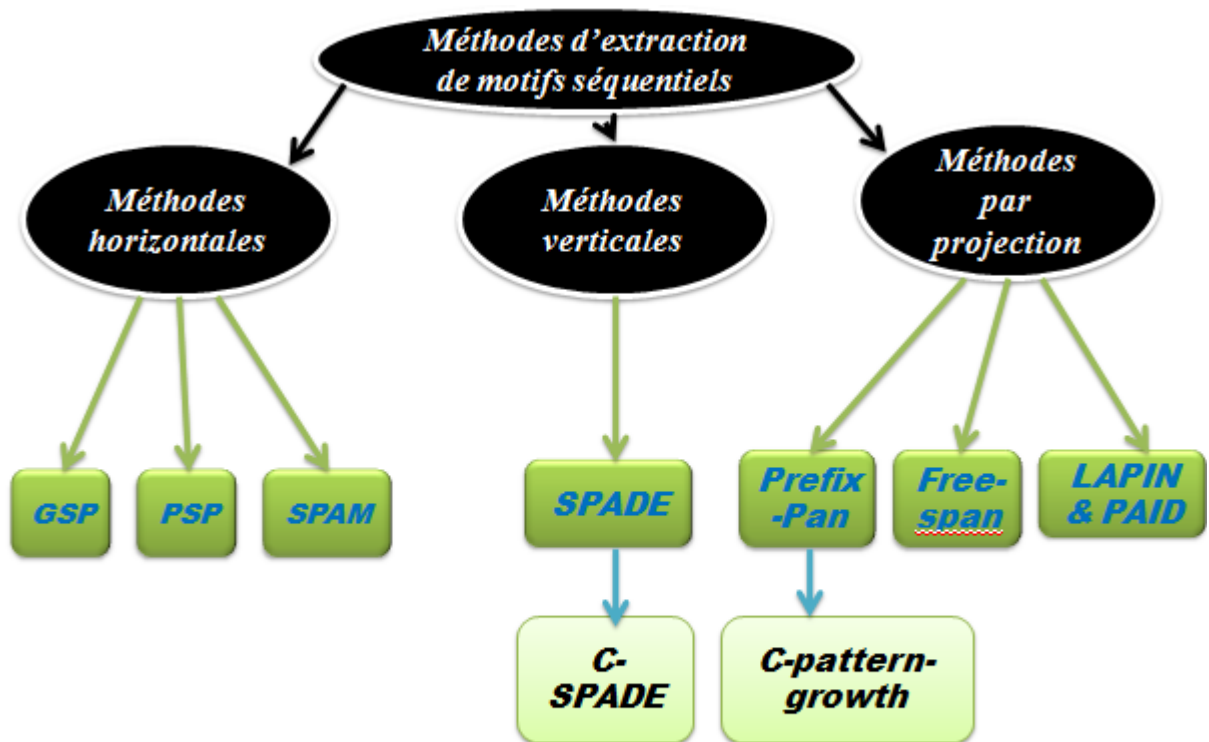 Méthodes d'extraction
de motifs séquentiels
Méthodes
horizontales
Méthodes
verticales
Méthodes
par
projection
GSP
PSP
SPAM
SPADE
Prefix
-Pan
Free-
span
LAPIN
& PAID
C-
SPADE
C-pattern-
growth